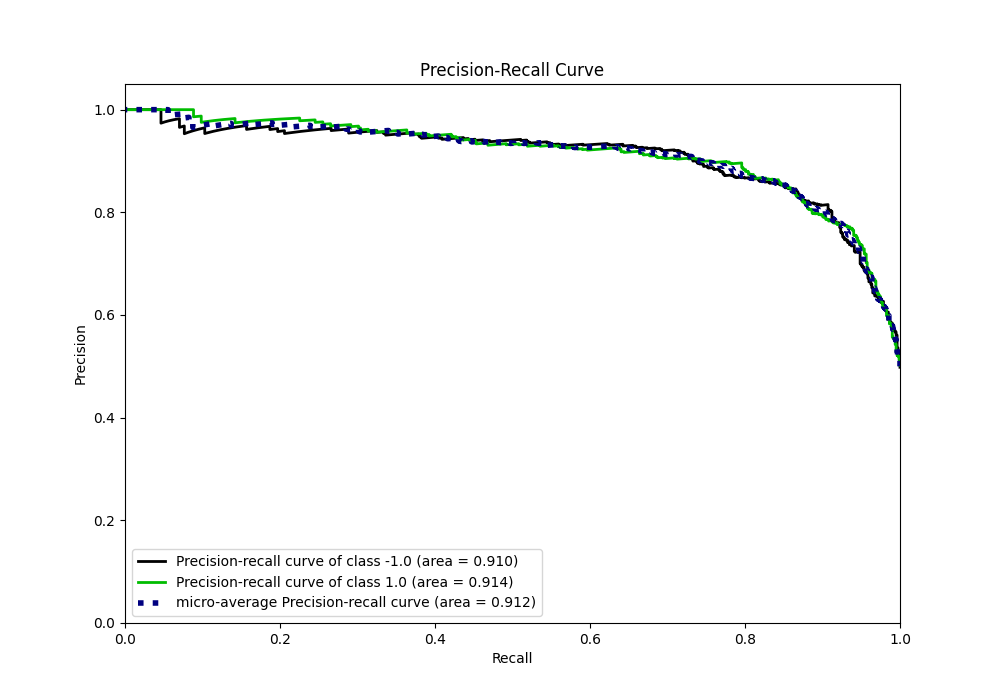 Precision-Recall Curve
1.0
0.8
0.6
0.4
0.2
0.0
Precision
Precision-recall curve of class -1.0 (area = 0.910)
Precision-recall curve of class 1.0 (area = 0.914)
micro-average Precision-recall curve (area = 0.912)
0.0 0.2 0.4 0.6 0.8 1.0
Recall